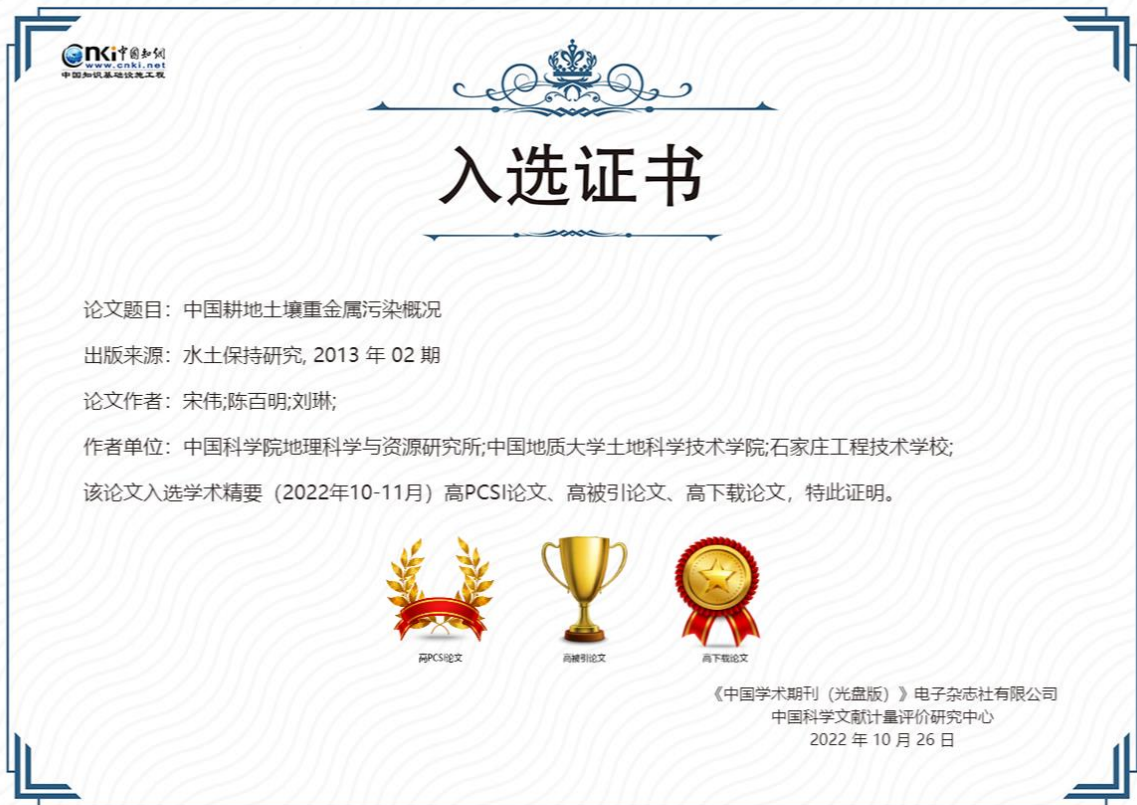 cnki中国知网
www.cnki.net
中国知识基础设施工程
入选证书
论文题目：中国耕地土壤重金属污染概况
出版来源：水土保持研究, 2013 年 02 期
论文作者：宋伟;陈百明;刘琳;
作者单位：中国科学院地理科学与资源研究所;中国地质大学土地科学技术学院;石家庄工程技术学校;
该论文入选学术精要（2022年10-11月）高PCSI论文、高被引论文、高下载论文，特此证明。
高PCSI论文 高被引论文 高下载论文
《中国学术期刊（光盘版）》电子杂志社有限公司
中国科学文献计量评价研究中心
2022 年 10 月 26 日